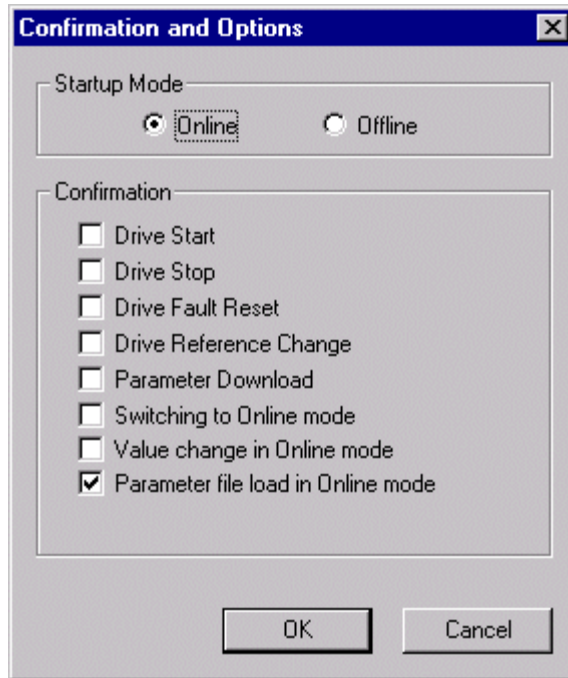 Confirmation and Options
Startup Mode
Online Offline
Confirmation
Drive Start
Drive Stop
Drive Fault Reset
Drive Reference Change
Parameter Download
Switching to Online mode
Value change in Online mode
Parameter file load in Online mode
OK Cancel